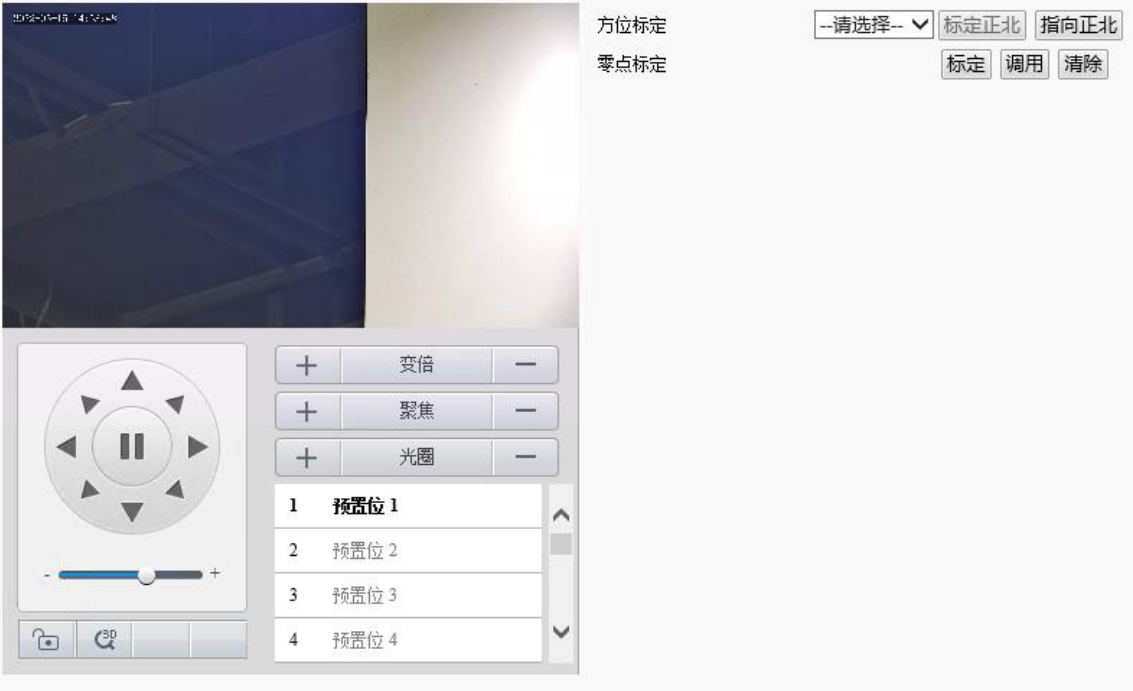 方位标定 --请选择-- 标定正北 指向正北
零点标定 标定 调用 清除
+ 变倍 —
+ 聚焦 —
+ 光圈 —
1 预置位 1
2 预置位 2
3 预置位 3
4 预置位 4
- +
3D